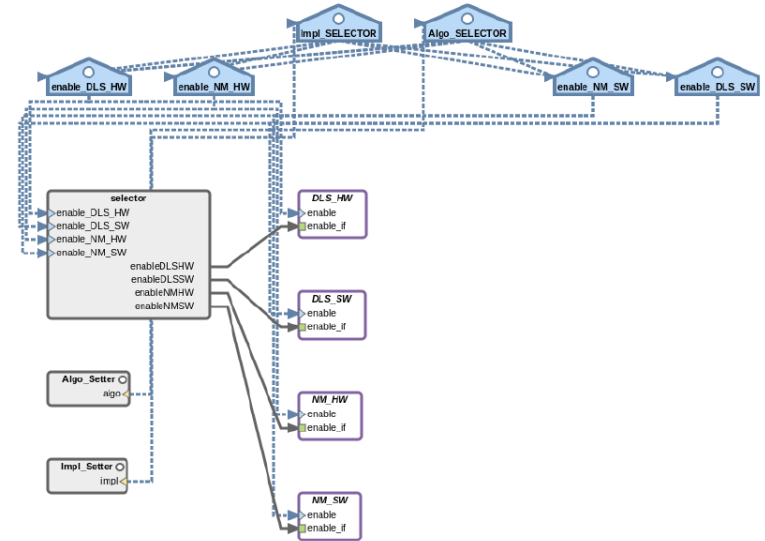 Impl_SELECTOR
Algo_SELECTOR
enable_DLS_HW
enable_NM_HW
enable_NM_SW
enable_DLS_SW
selector
enable_DLS_HW
enable_DLS_SW
enable_NM_HW
enable_NM_SW
enableDLSHW
enableDLSSW
enableNMHW
enableNMSW
DLS_HW
enable
enable_if
DLS_SW
enable
enable_if
Algo_Setter
algo
NM_HW
enable
enable_if
Impl_Setter
impl
NM_SW
enable
enable_if